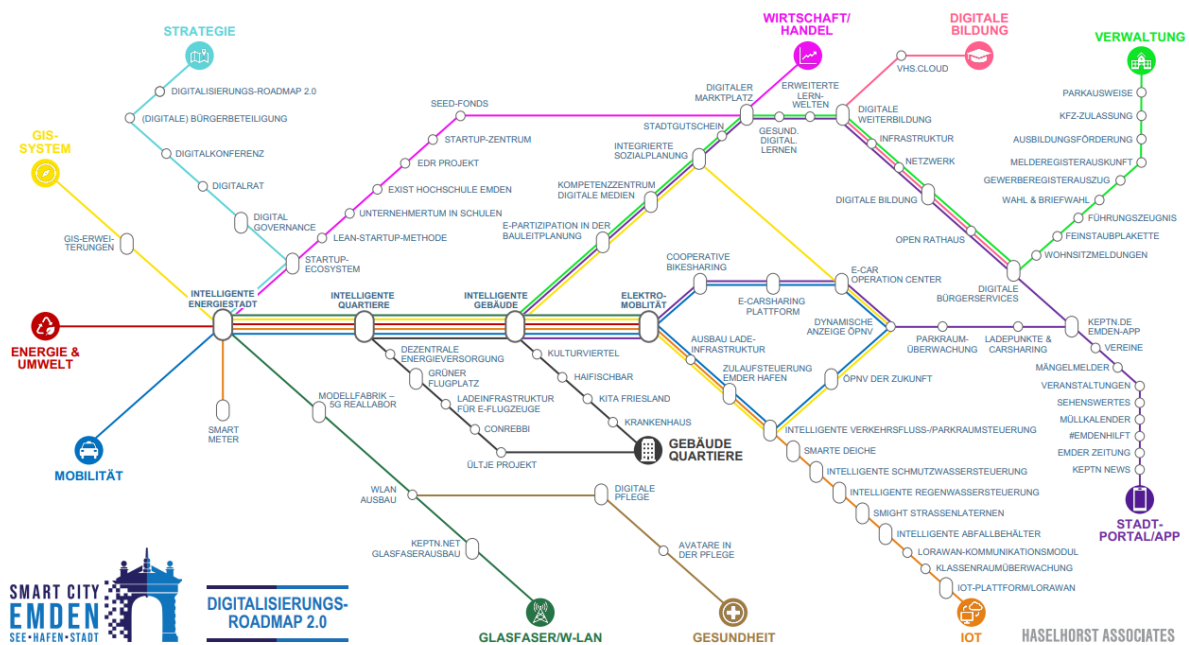 STRATEGIE
DIGITALISIERUNGS-ROADMAP 2.0
(DIGITALE) BÜRGERBETEILIGUNG
DIGITALKONFERENZ
DIGITALRAT
DIGITAL
GOVERNANCE
STARTUP-
ECOSYSTEM
GIS-
SYSTEM
GIS-ERWEI-
TERUNGEN
INTELLIGENTE
ENERGIESTADT
ENERGIE &
UMWELT
MOBILITÄT
SMART
METER
WIRTSCHAFT/
HANDEL
DIGITALER
MARKTPLATZ
SEED-FONDS
STARTUP-ZENTRUM
EDR PROJEKT
EXIST HOCHSCHULE EMDEN
UNTERNEHMERTUM IN SCHULEN
LEAN-STARTUP-METHODE
INTELLIGENTE
QUARTIERE
INTELLIGENTE
GEBÄUDE
ELEKTRO-
MOBILITÄT
STADTGUTSCHEIN
INTEGRIERTE
SOZIALPLANUNG
KOMPETENZZENTRUM
DIGITALE MEDIEN
E-PARTIZIPATION IN DER
BAULEITPLANUNG
ERWEITERTE
LERN-
WELTEN
GESUND.
DIGITAL.
LERNEN
DIGITALE
BILDUNG
VHS.CLOUD
DIGITALE
WEITERBILDUNG
INFRASTRUKTUR
NETZWERK
DIGITALE BILDUNG
OPEN RATHAUS
DIGITALE
BÜRGERSERVICES
VERWALTUNG
PARKAUSWEISE
KFZ-ZULASSUNG
AUSBILDUNGSFÖRDERUNG
MELDEREGISTERAUSKUNFT
GEWERBEREGISTERAUSZUG
WAHL & BRIEFWAHL
FÜHRUNGSZEUGNIS
FEINSTAUBPLAKETTE
WOHNSITZMELDUNGEN
COOPERATIVE
BIKESHARING
E-CARSHARING
PLATTFORM
E-CAR
OPERATION CENTER
DYNAMISCHE
ANZEIGE ÖPNV
PARKRAUM-
ÜBERWACHUNG
LADEPUNKTE &
CARSHARING
KEPTN.DE
EMDEN-APP
VEREINE
MÄNGELMELDER
VERANSTALTUNGEN
SEHENSWERTES
MÜLLKALENDER
#EMDENHILFT
EMDER ZEITUNG
KEPTN NEWS
STADT-
PORTAL/APP
AUSBAU LADE-
INFRASTRUKTUR
ZULAUFSTEUERUNG
EMDER HAFEN
ÖPNV DER ZUKUNFT
INTELLIGENTE VERKEHRSFLUSS-/PARKRAUMSTEUERUNG
SMARTE DEICHE
INTELLIGENTE SCHMUTZWASSERSTEUERUNG
INTELLIGENTE REGENWASSERSTEUERUNG
SMIGHT STRASSENLATERNEN
INTELLIGENTE ABFALLBEHÄLTER
LORAWAN-KOMMUNIKATIONSMODUL
KLASSENRAUMÜBERWACHUNG
IOT-PLATTFORM/LORAWAN
IOT
DEZENTRALE
ENERGIEVERSORGUNG
GRÜNER
FLUGPLATZ
LADEINFRASTRUKTUR
FÜR E-FLUGZEUGE
CONREBBI
ÜLTJE PROJEKT
KULTURVIERTEL
HAIFISCHBAR
KITA FRIESLAND
KRANKENHAUS
GEBÄUDE
QUARTIERE
MODELLFABRIK –
5G REALLABOR
WLAN
AUSBAU
KEPTN.NET
GLASFASERAUSBAU
GLASFASER/W-LAN
DIGITALE
PFLEGE
AVATARE IN
DER PFLEGE
GESUNDHEIT
SMART CITY
EMDEN
SEE•HAFEN•STADT
DIGITALISIERUNGS-
ROADMAP 2.0
HASELHORST ASSOCIATES